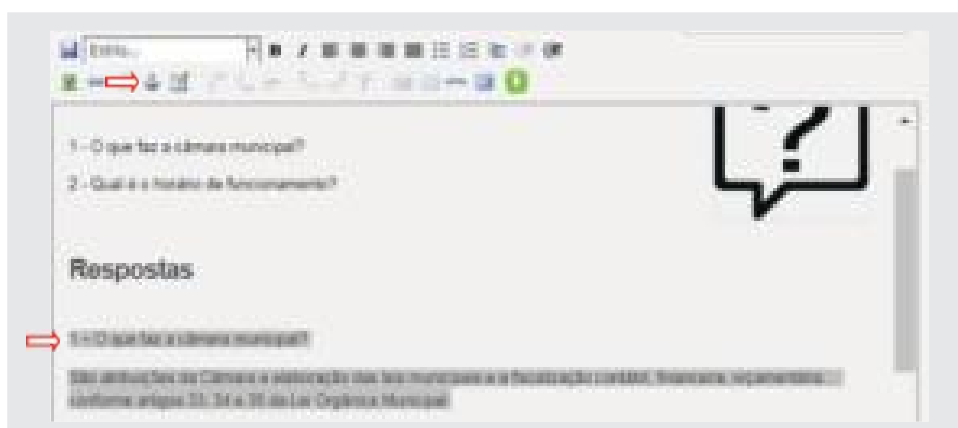 Estilo...
1 - O que faz a câmara municipal?
2 - Qual é o horário de funcionamento?
Respostas
1 - O que faz a câmara municipal?
São atribuições da Câmara a elaboração das leis municipais e a fiscalização contábil, financeira, orçamentária...
conforme artigos 33, 34 e 35 da Lei Orgânica Municipal.